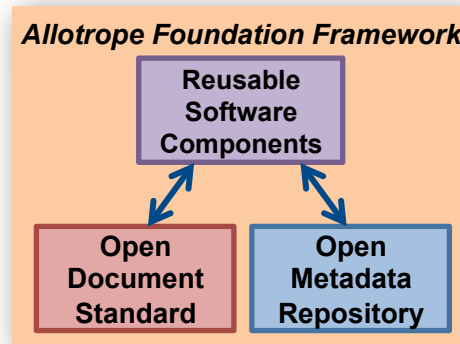 Allotrope Foundation Framework
Reusable
Software
Components
Open
Document
Standard
Open
Metadata
Repository